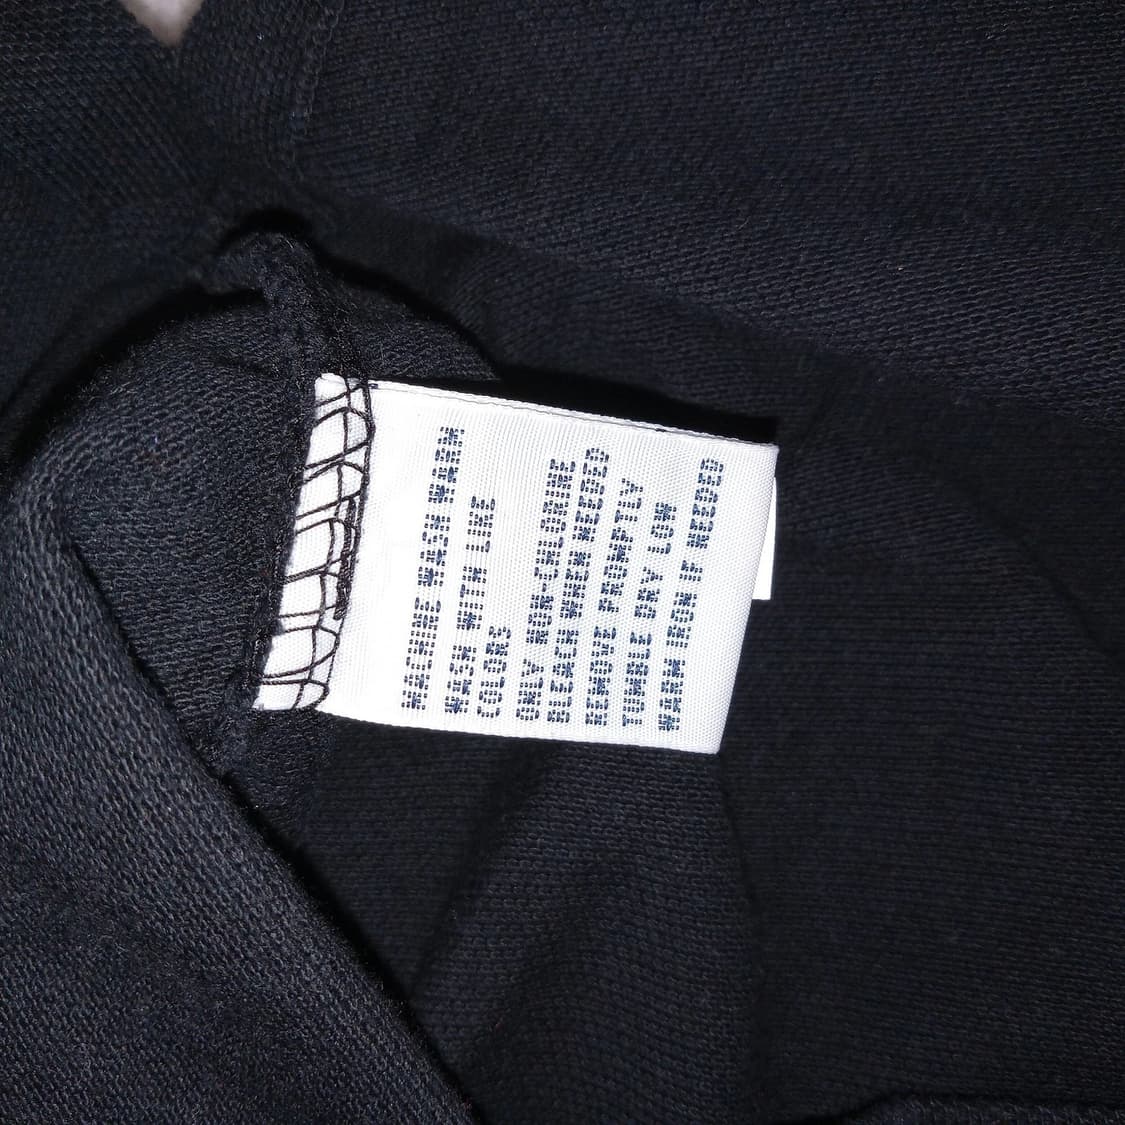 MACHINE WASH WARM
WASH WITH LIKE
COLORS
ONLY NON-CHLORINE
BLEACH WHEN NEEDED
REMOVE PROMPTLY
TUMBLE DRY LOW
WARM IRON IF NEEDED